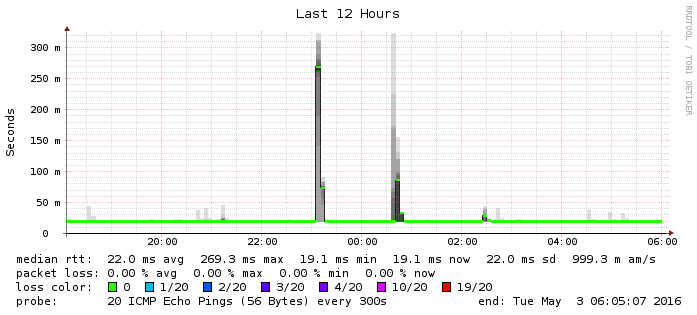 Last 12 Hours
RRDTOOL / TOBI OETIKER
Seconds
300 m
250 m
200 m
150 m
100 m
50 m
0
20:00 22:00 00:00 02:00 04:00 06:00
median rtt: 22.0 ms avg 269.3 ms max 19.1 ms min 19.1 ms now 22.0 ms sd 999.3 m am/s
packet loss: 0.00 % avg 0.00 % max 0.00 % min 0.00 % now
loss color: 0 1/20 2/20 3/20 4/20 10/20 19/20
probe: 20 ICMP Echo Pings (56 Bytes) every 300s end: Tue May 3 06:05:07 2016